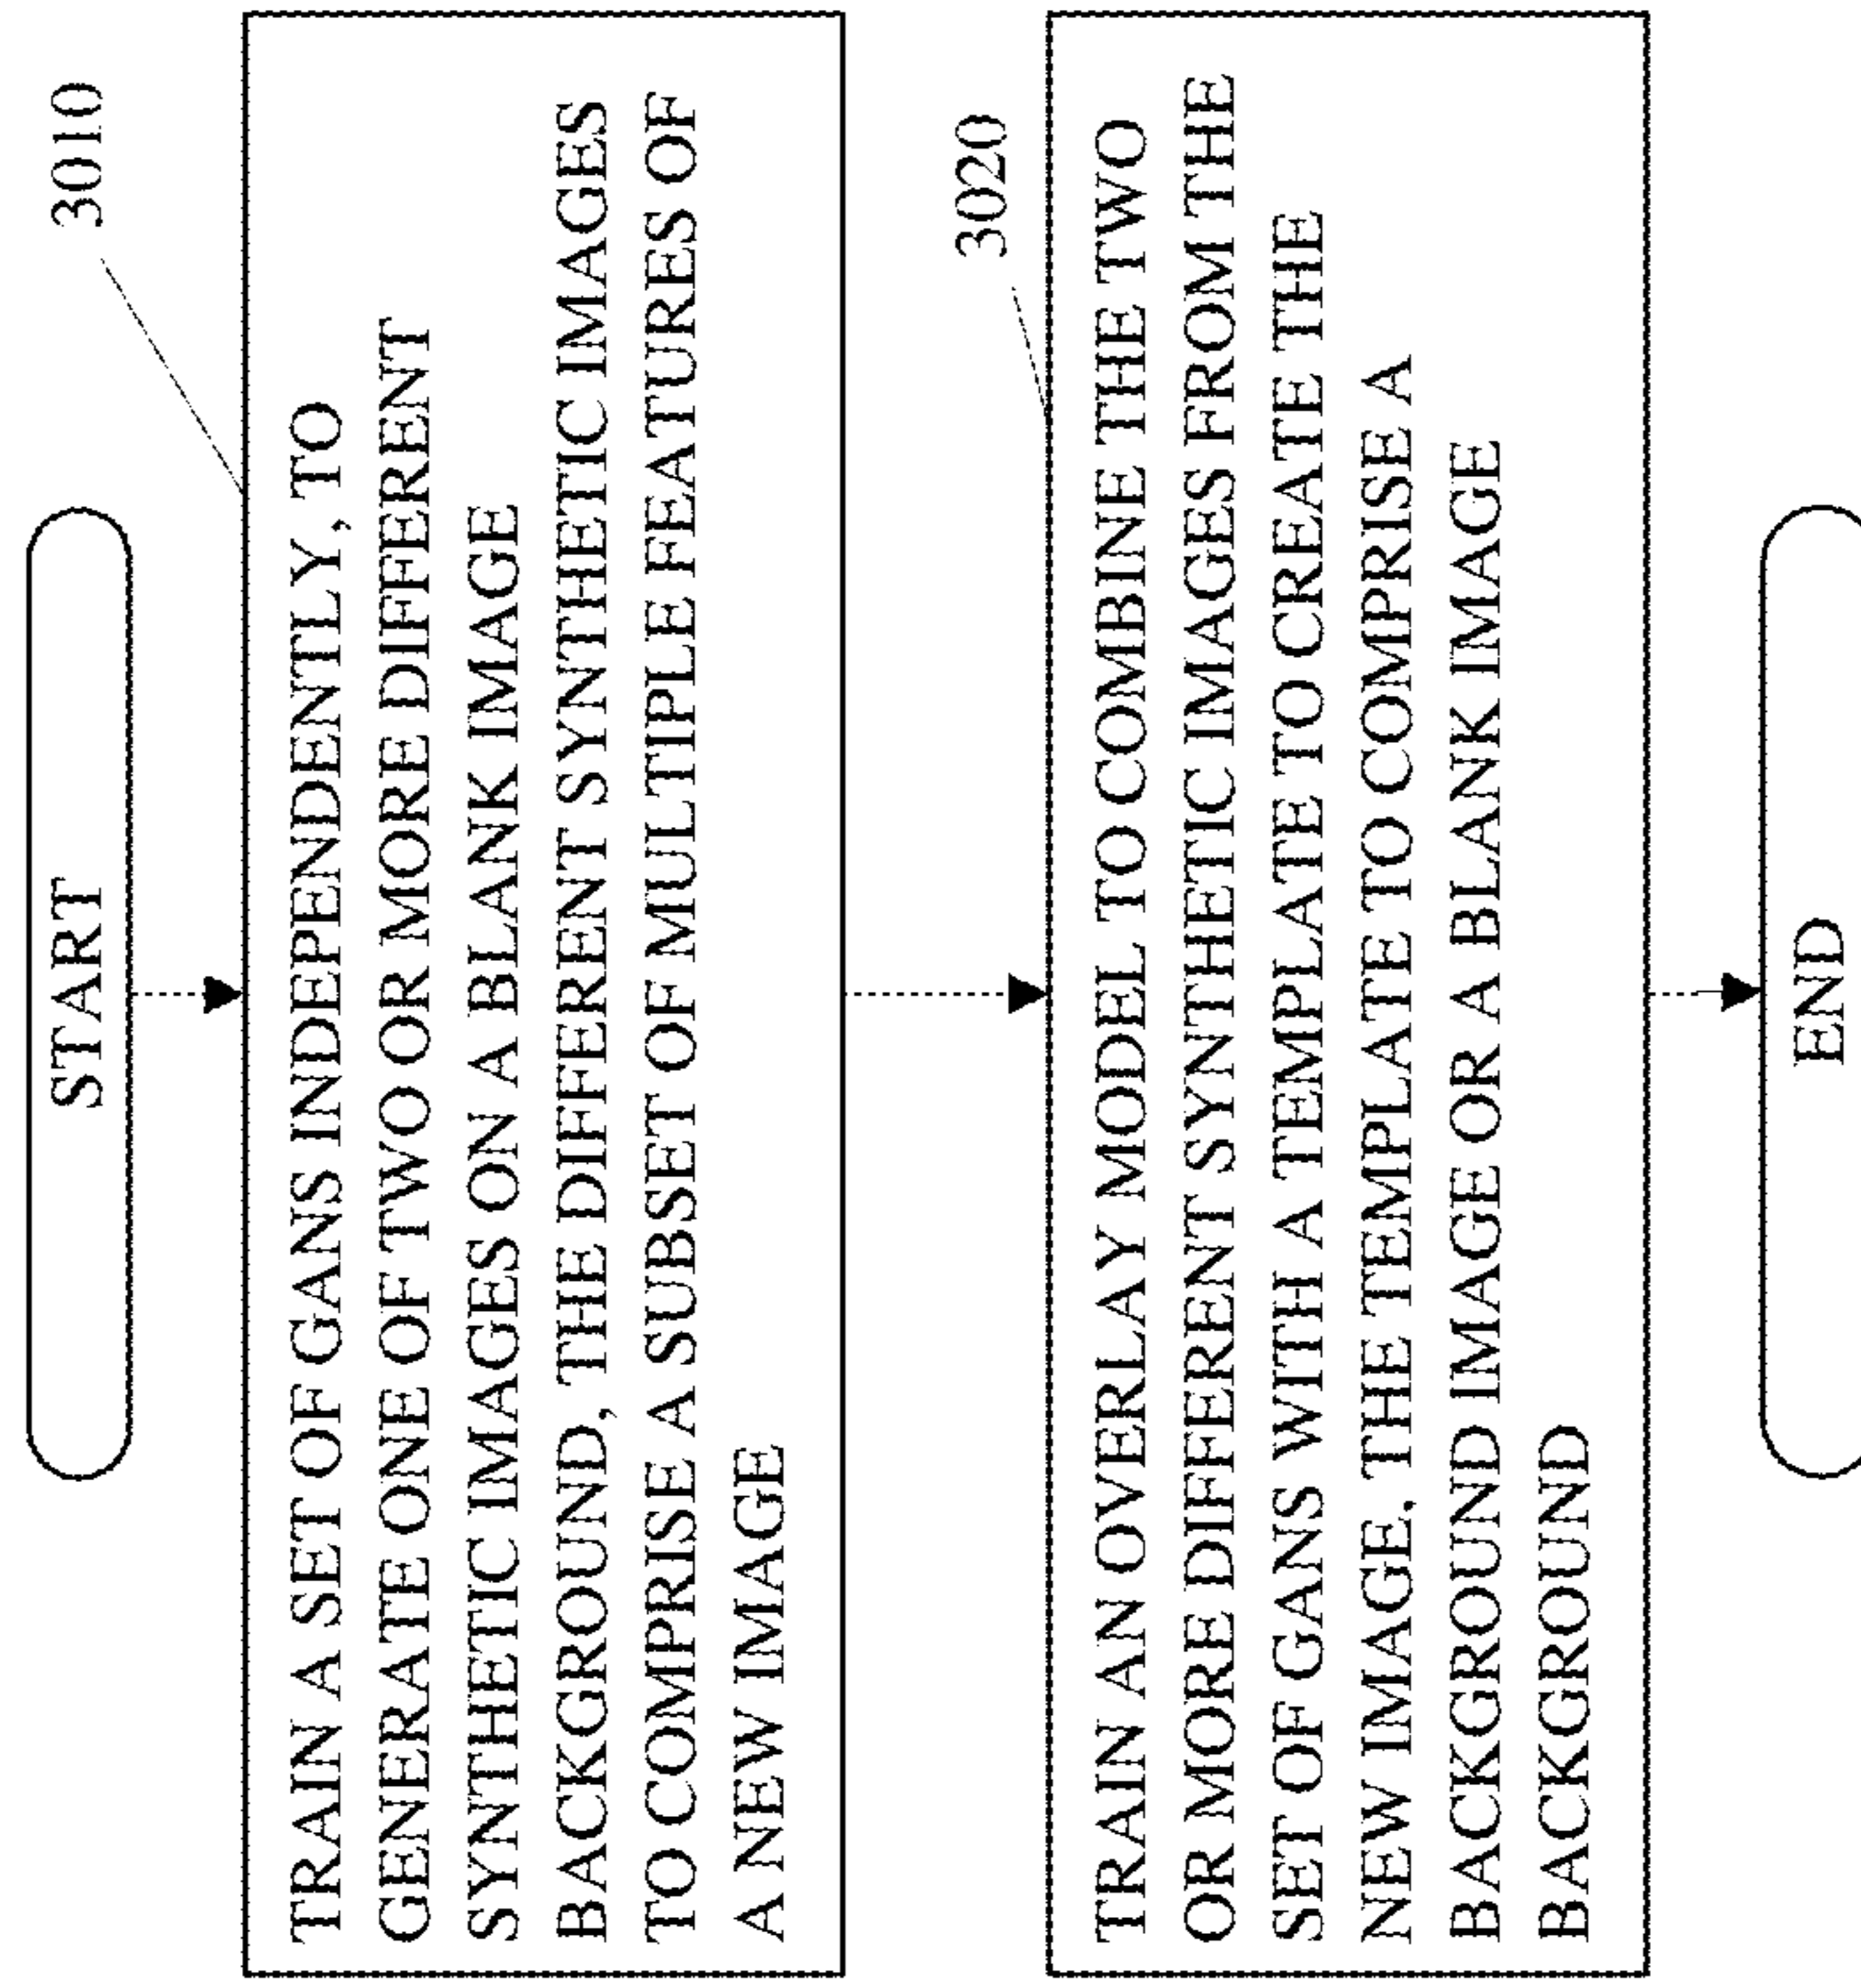 START
3010
TRAIN A SET OF GANS INDEPENDENTLY, TO
GENERATE ONE OF TWO OR MORE DIFFERENT
SYNTHETIC IMAGES ON A BLANK IMAGE
BACKGROUND, THE DIFFERENT SYNTHETIC IMAGES
TO COMPRISE A SUBSET OF MULTIPLE FEATURES OF
A NEW IMAGE
3020
TRAIN AN OVERLAY MODEL TO COMBINE THE TWO
OR MORE DIFFERENT SYNTHETIC IMAGES FROM THE
SET OF GANS WITH A TEMPLATE TO CREATE THE
NEW IMAGE, THE TEMPLATE TO COMPRISE A
BACKGROUND IMAGE OR A BLANK IMAGE
BACKGROUND
END